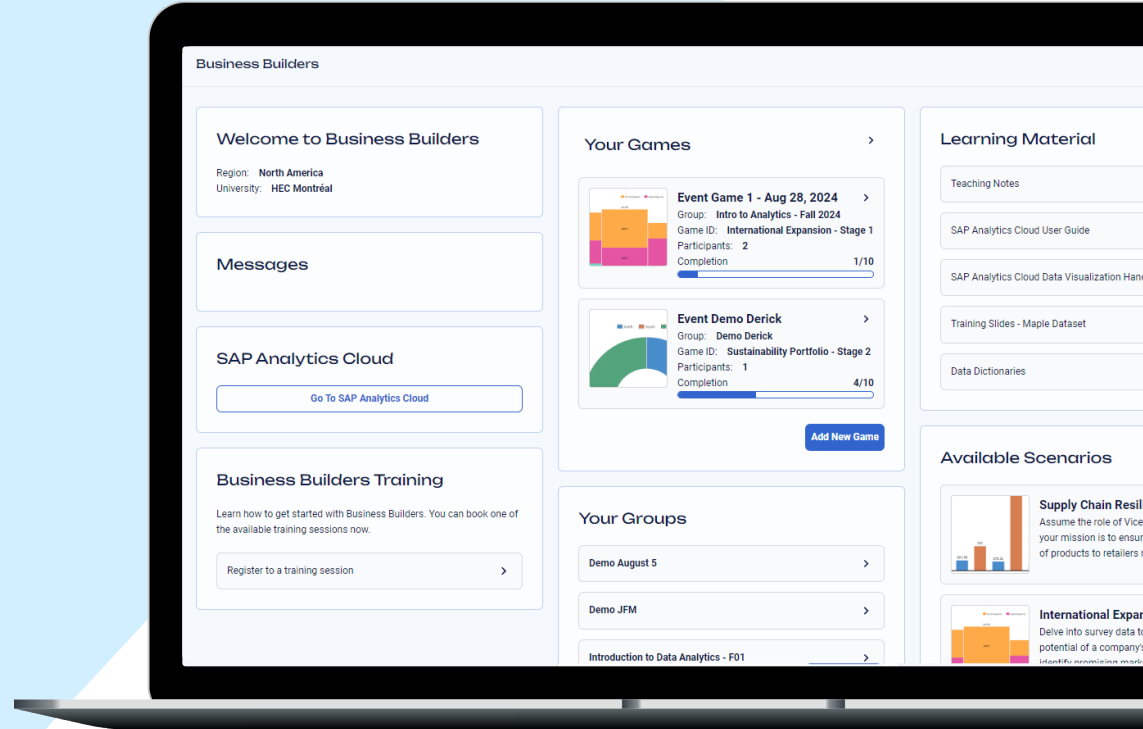 Business Builders
Welcome to Business Builders
Region: North America
University: HEC Montréal
Messages
SAP Analytics Cloud
Go To SAP Analytics Cloud
Business Builders Training
Learn how to get started with Business Builders. You can book one of
the available training sessions now.
Register to a training session
Your Games
Event Game 1 - Aug 28, 2024
Group: Intro to Analytics - Fall 2024
Game ID: International Expansion - Stage 1
Participants: 2
Completion 1/10
Event Demo Derick
Group: Demo Derick
Game ID: Sustainability Portfolio - Stage 2
Participants: 1
Completion 4/10
Add New Game
Your Groups
Demo August 5
Demo JFM
Introduction to Data Analytics - F01
Learning Material
Teaching Notes
SAP Analytics Cloud User Guide
SAP Analytics Cloud Data Visualization Han
Training Slides - Maple Dataset
Data Dictionaries
Available Scenarios
Supply Chain Resili
Assume the role of Vice
your mission is to ensur
of products to retailers
International Expan
Delve into survey data to
potential of a company's
identify promising mark